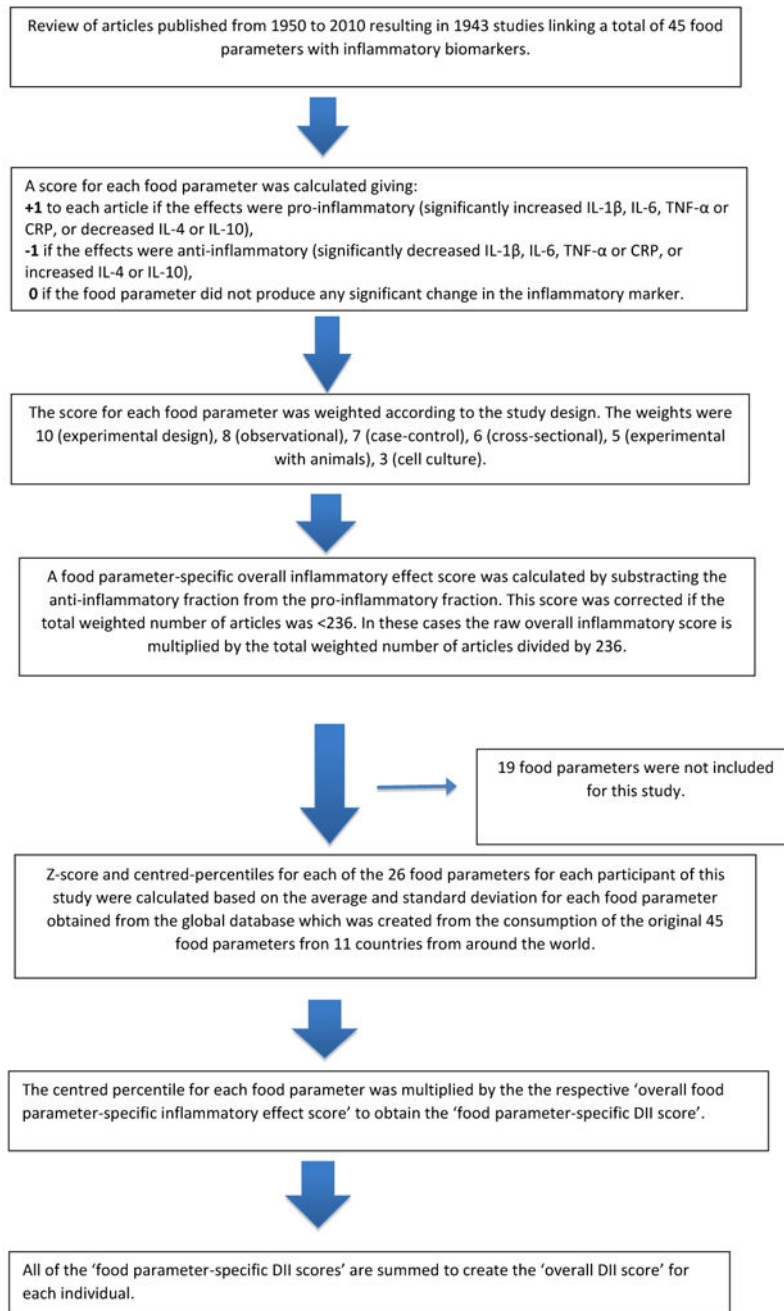 Review of articles published from 1950 to 2010 resulting in 1943 studies linking a total of 45 food
parameters with inflammatory biomarkers.
A score for each food parameter was calculated giving:
+1 to each article if the effects were pro-inflammatory (significantly increased IL-1β, IL-6, TNF-α or
CRP, or decreased IL-4 or IL-10),
-1 if the effects were anti-inflammatory (significantly decreased IL-1β, IL-6, TNF-α or CRP, or
increased IL-4 or IL-10),
0 if the food parameter did not produce any significant change in the inflammatory marker.
The score for each food parameter was weighted according to the study design. The weights were
10 (experimental design), 8 (observational), 7 (case-control), 6 (cross-sectional), 5 (experimental
with animals), 3 (cell culture).
A food parameter-specific overall inflammatory effect score was calculated by substracting the
anti-inflammatory fraction from the pro-inflammatory fraction. This score was corrected if the
total weighted number of articles was <236. In these cases the raw overall inflammatory score is
multiplied by the total weighted number of articles divided by 236.
19 food parameters were not included
for this study.
Z-score and centred-percentiles for each of the 26 food parameters for each participant of this
study were calculated based on the average and standard deviation for each food parameter
obtained from the global database which was created from the consumption of the original 45
food parameters fron 11 countries from around the world.
The centred percentile for each food parameter was multiplied by the the respective ‘overall food
parameter-specific inflammatory effect score’ to obtain the ‘food parameter-specific DII score’.
All of the ‘food parameter-specific DII scores’ are summed to create the ‘overall DII score’ for
each individual.